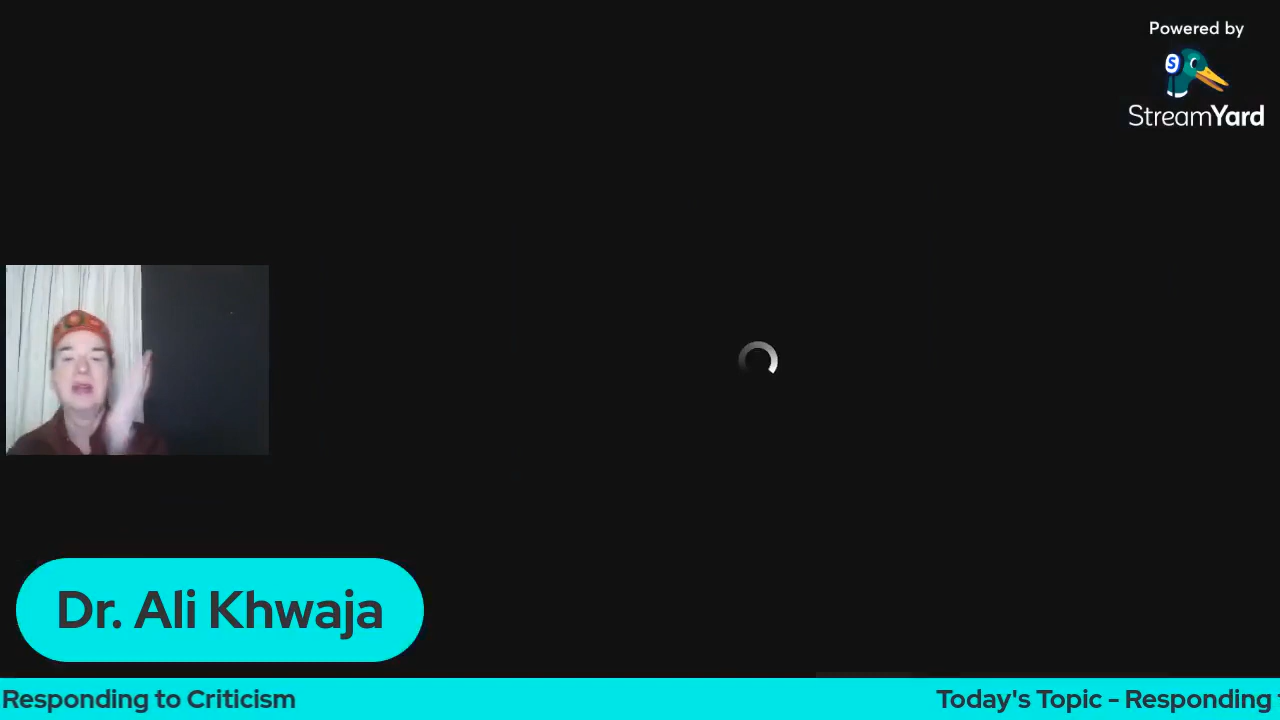 Powered by
S
StreamYard
Dr. Ali Khwaja
Responding to Criticism
Today's Topic - Responding